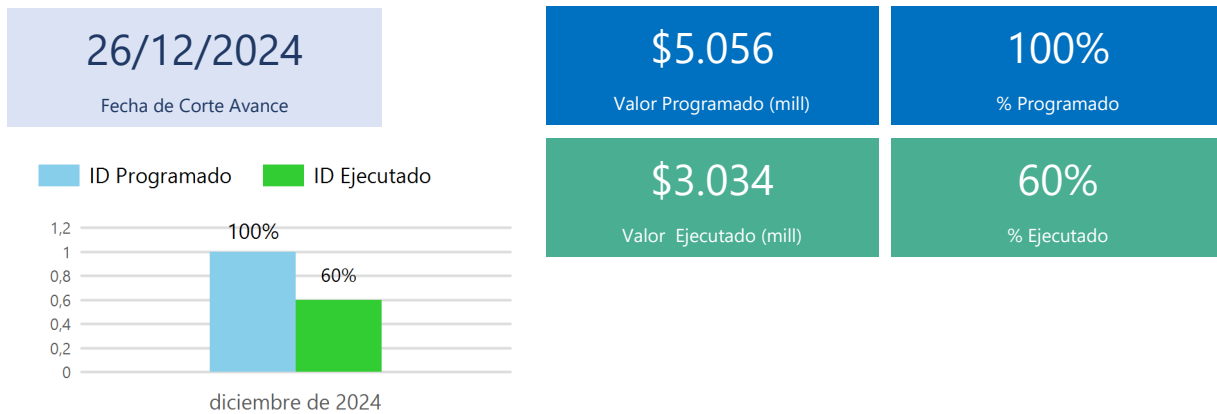 26/12/2024
Fecha de Corte Avance
$5.056
Valor Programado (mill)
100%
% Programado
$3.034
Valor  Ejecutado (mill)
60%
% Ejecutado
ID Programado
ID Ejecutado
1,2
1
0,8
0,6
0,4
0,2
0
100%
60%
diciembre de 2024